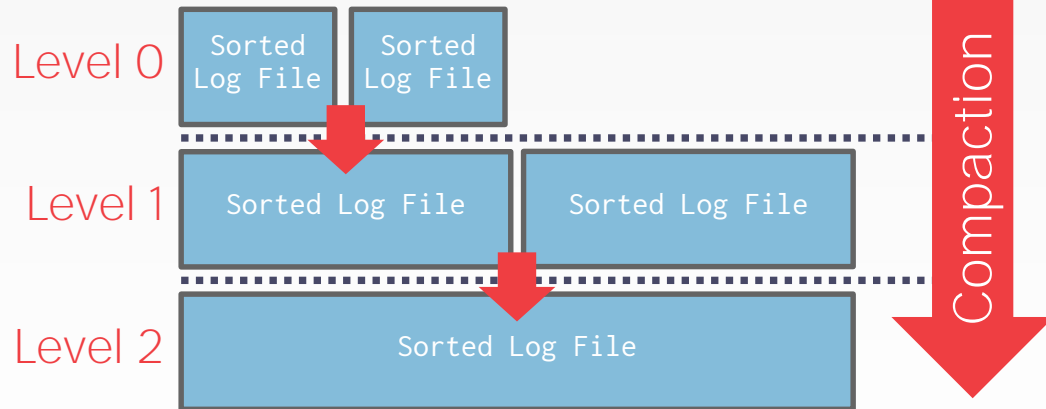 Level 0
Sorted
Log File
Sorted
Log File
Level 1
Sorted Log File
Sorted Log File
Level 2
Sorted Log File
Compaction